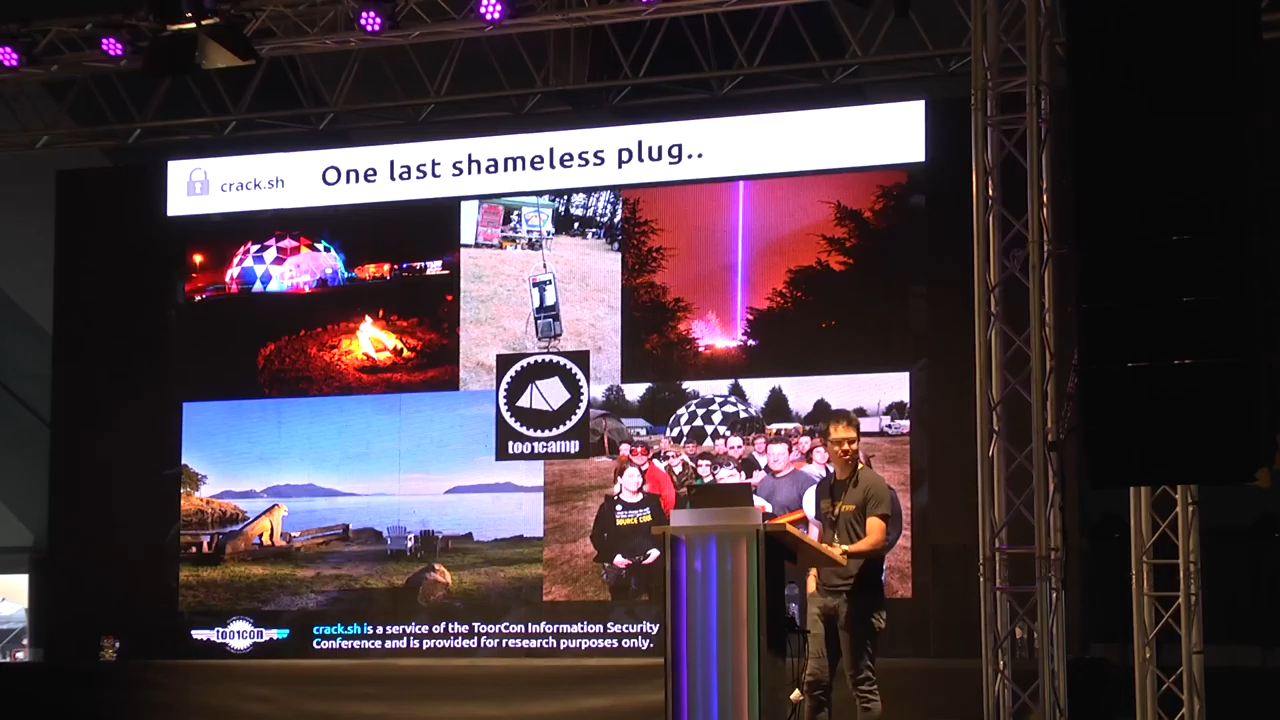 crack.sh
One last shameless plug..
too1camp
SOURCE CODE
too1con
crack.sh is a service of the ToorCon Information Security
Conference and is provided for research purposes only.